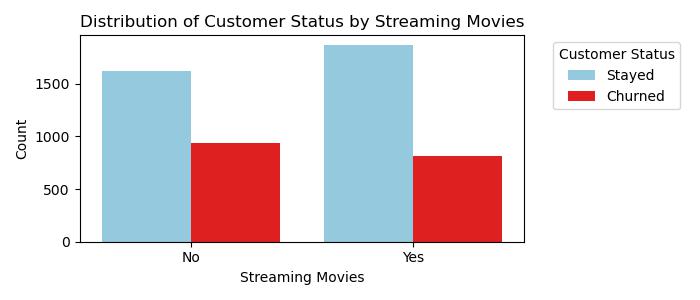 Distribution of Customer Status by Streaming Movies
Customer Status
Stayed
Churned
Count
1500
1000
500
0
No
Yes
Streaming Movies